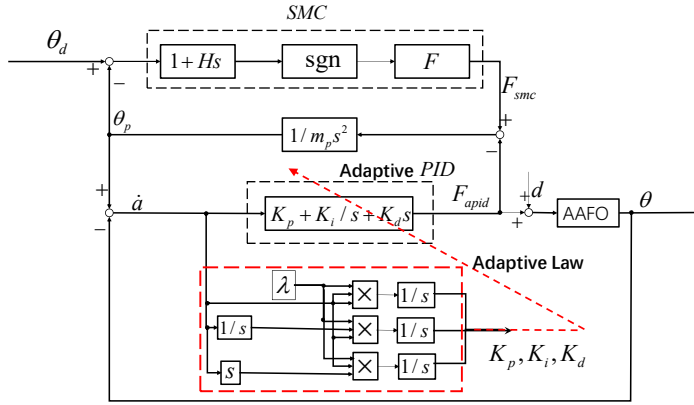 SMC
θ_d
+
−
1 + Hs
sgn
F
F_smc
θ_p
1/ m_p s²
+
−
Adaptive PID
+
−
ȧ
K_p + K_i / s + K_d s
F_apid
+
d
+
AAFO
θ
Adaptive Law
λ
×
1/ s
1/ s
×
1/ s
s
×
1/ s
K_p, K_i, K_d